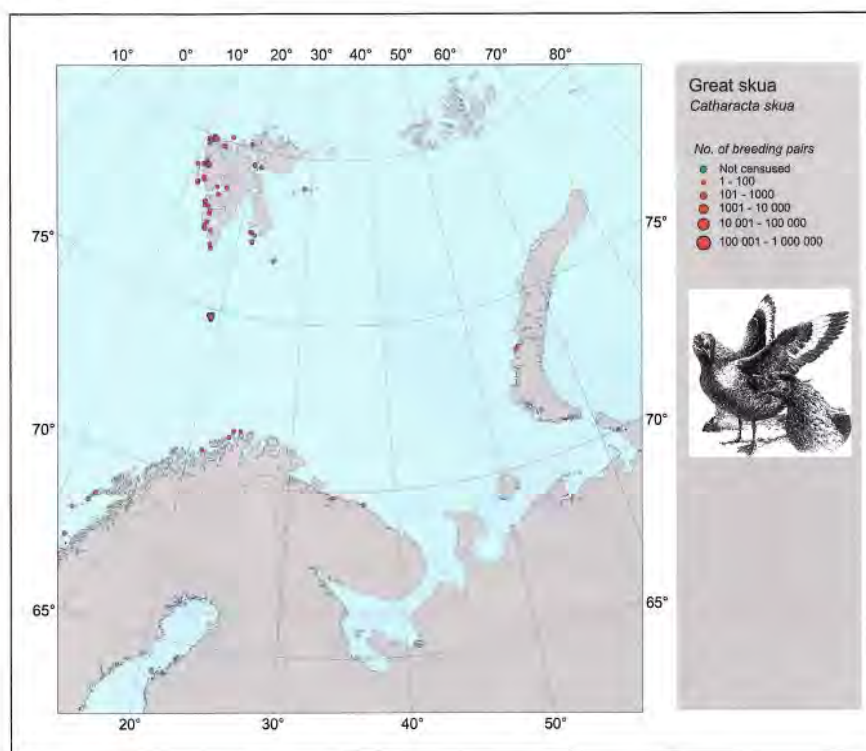 10° 0° 10° 20° 30° 40° 50° 60° 70° 80°
75° 75°
70° 70°
65° 65°
20° 30° 40° 50°
Great skua
Catharacta skua
No. of breeding pairs
Not censused
1 - 100
101 - 1000
1001 - 10 000
10 001 - 100 000
100 001 - 1 000 000